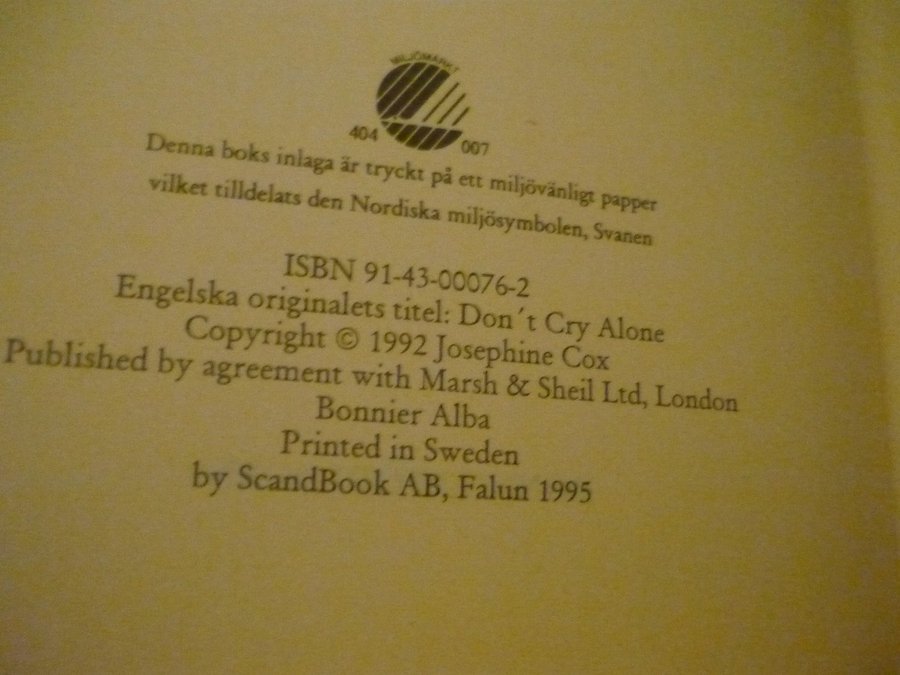 MILJÖMÄRKT
404 007
Denna boks inlaga är tryckt på ett miljövänligt papper
vilket tilldelats den Nordiska miljösymbolen, Svanen
ISBN 91-43-00076-2
Engelska originalets titel: Don´t Cry Alone
Copyright © 1992 Josephine Cox
Published by agreement with Marsh & Sheil Ltd, London
Bonnier Alba
Printed in Sweden
by ScandBook AB, Falun 1995